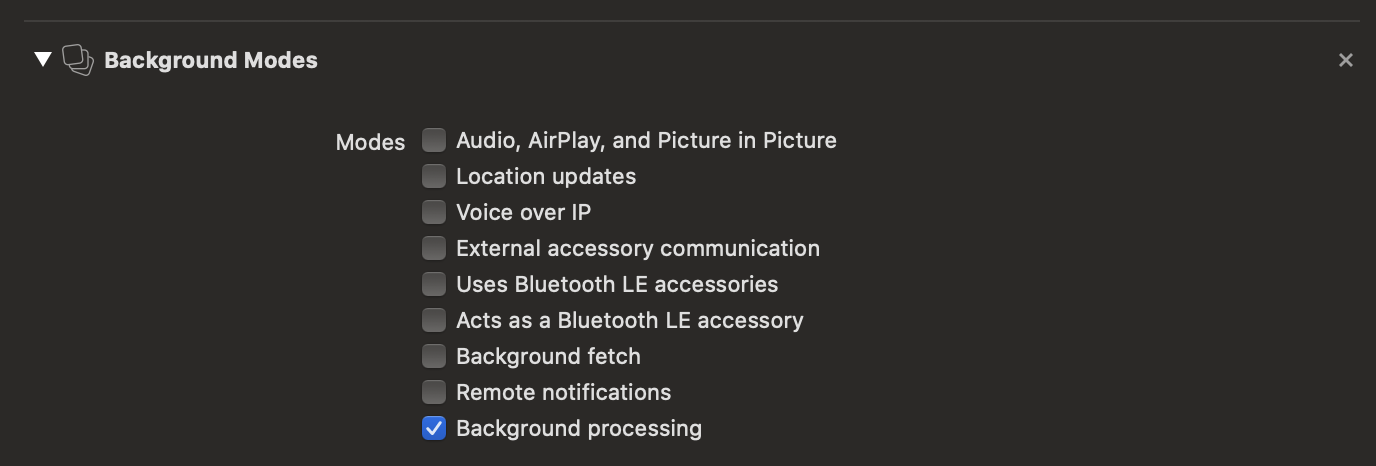 Background Modes
Modes
Audio, AirPlay, and Picture in Picture
Location updates
Voice over IP
External accessory communication
Uses Bluetooth LE accessories
Acts as a Bluetooth LE accessory
Background fetch
Remote notifications
Background processing